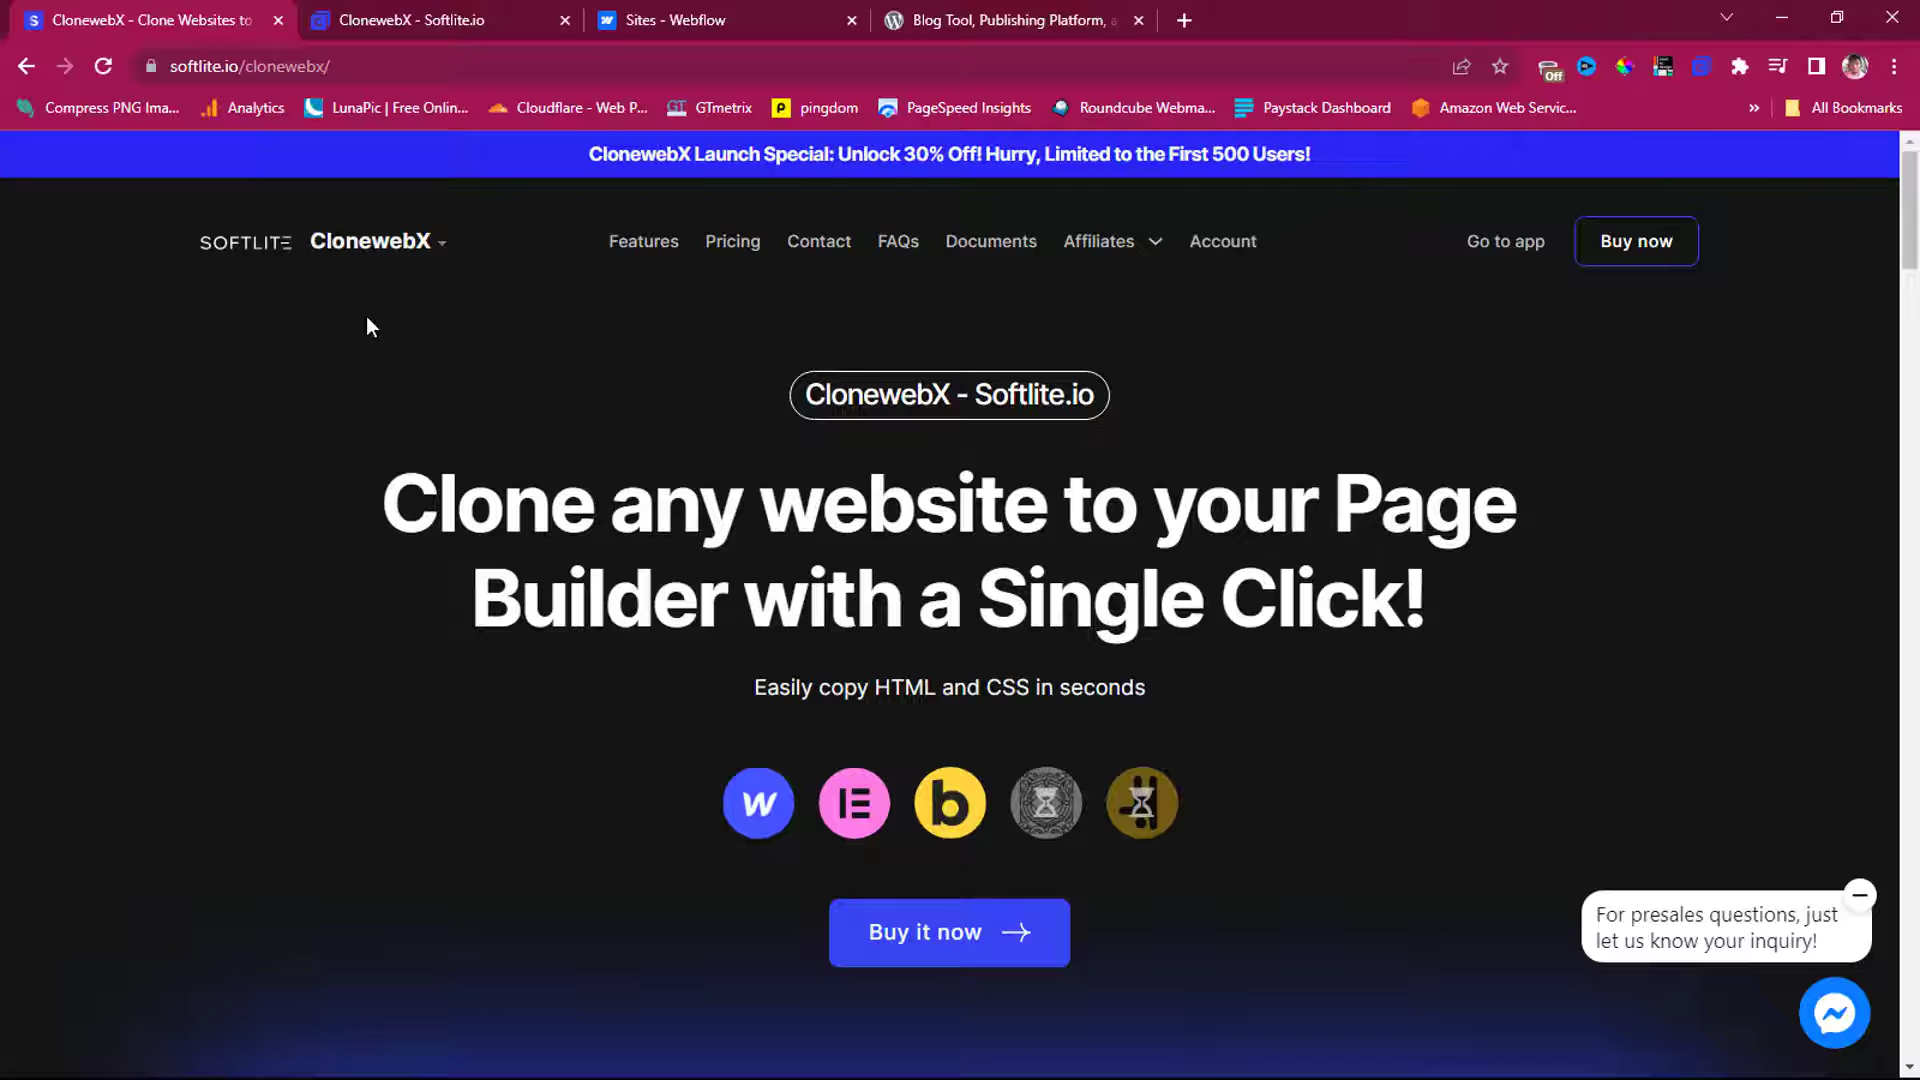 ClonewebX - Clone Websites to
ClonewebX - Softlite.io
Sites - Webflow
Blog Tool, Publishing Platform, a
softlite.io/clonewebx/
Off
Compress PNG Ima...
Analytics
LunaPic | Free Onlin...
Cloudflare - Web P...
GTmetrix
pingdom
PageSpeed Insights
Roundcube Webma...
Paystack Dashboard
Amazon Web Servic...
All Bookmarks
ClonewebX Launch Special: Unlock 30% Off! Hurry, Limited to the First 500 Users!
SOFTLITE ClonewebX
Features
Pricing
Contact
FAQs
Documents
Affiliates
Account
Go to app
Buy now
ClonewebX - Softlite.io
Clone any website to your Page
Builder with a Single Click!
Easily copy HTML and CSS in seconds
Buy it now
For presales questions, just
let us know your inquiry!